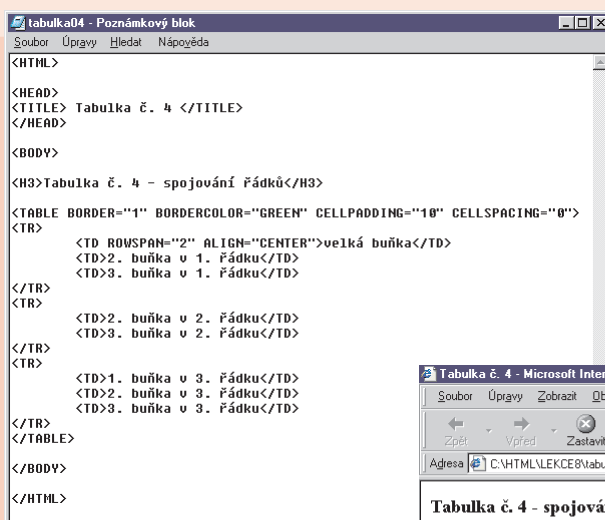 tabulka04 - Poznámkový blok
Soubor Úpravy Hledat Nápověda
<HTML>
<HEAD>
<TITLE> Tabulka č. 4 </TITLE>
</HEAD>
<BODY>
<H3>Tabulka č. 4 - spojování řádků</H3>
<TABLE BORDER="1" BORDERCOLOR="GREEN" CELLPADDING="10" CELLSPACING="0">
<TR>
<TD ROWSPAN="2" ALIGN="CENTER">velká buňka</TD>
<TD>2. buňka v 1. řádku</TD>
<TD>3. buňka v 1. řádku</TD>
</TR>
<TR>
<TD>2. buňka v 2. řádku</TD>
<TD>3. buňka v 2. řádku</TD>
</TR>
<TR>
<TD>1. buňka v 3. řádku</TD>
<TD>2. buňka v 3. řádku</TD>
<TD>3. buňka v 3. řádku</TD>
</TR>
</TABLE>
</BODY>
</HTML>
Tabulka č. 4 - Microsoft Inter
Soubor Úpravy Zobrazit Ob
Zpět Vpřed Zastavit
Adresa C:\HTML\LEKCE8\tabu
Tabulka č. 4 - spojová